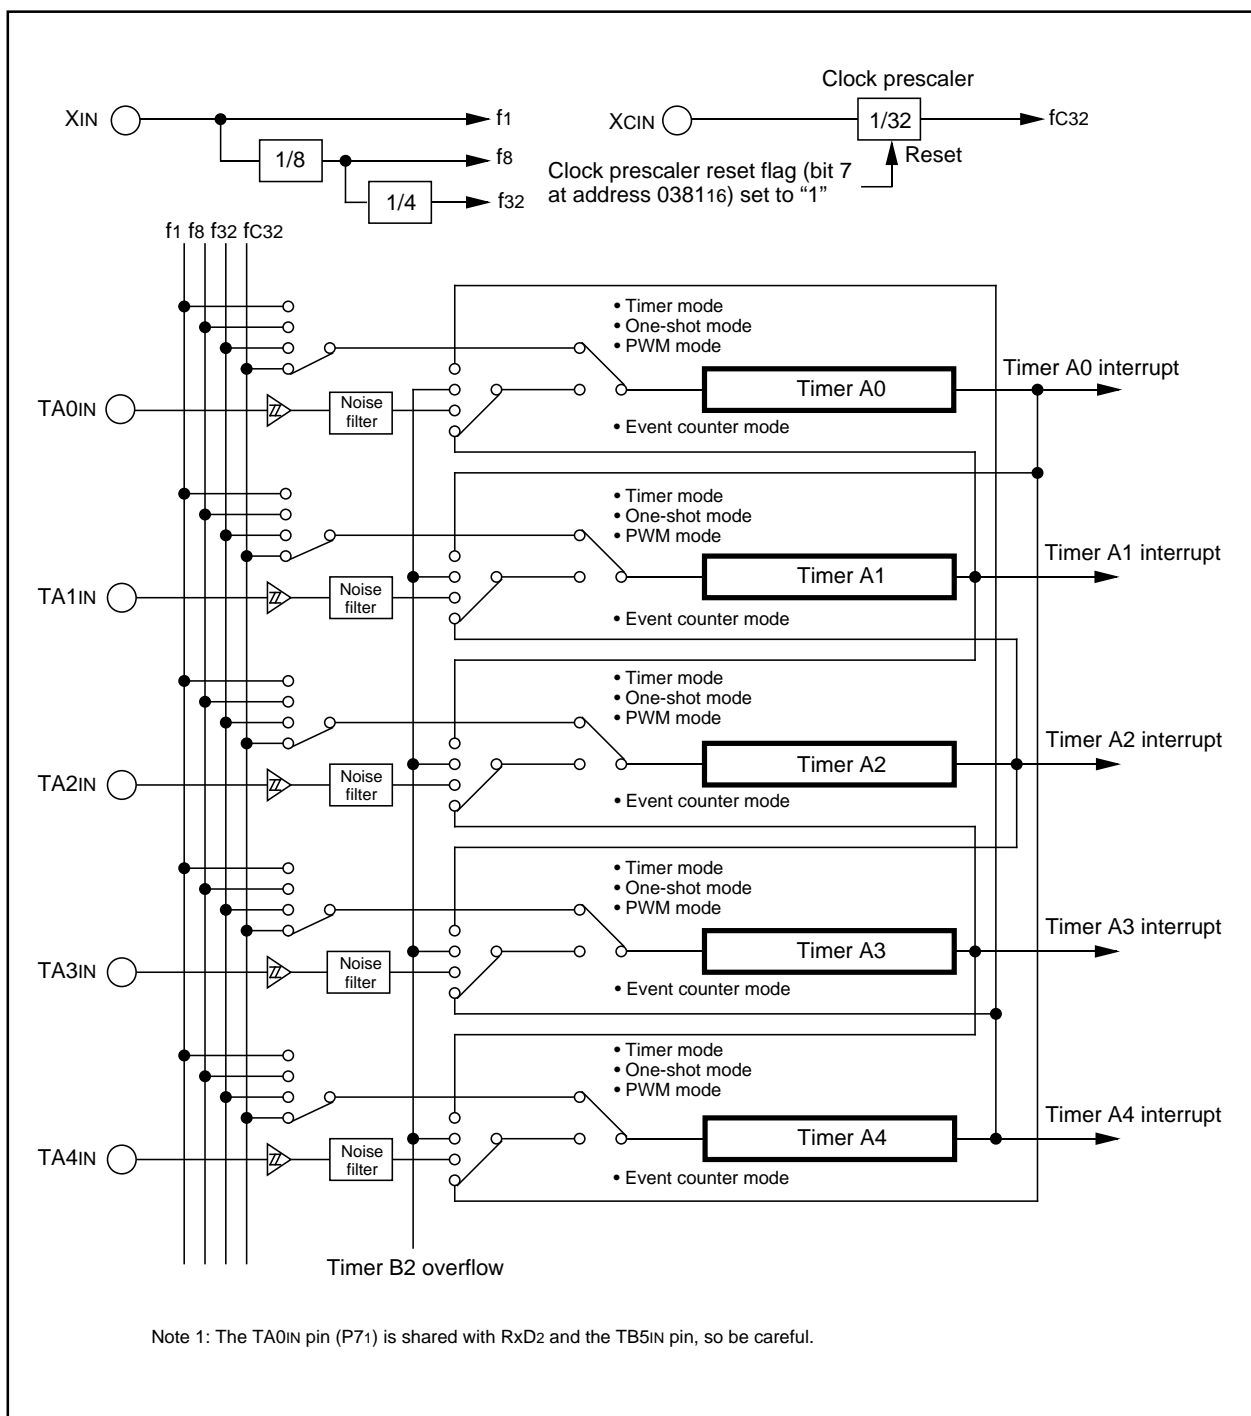 Clock prescaler
XIN
f1
XCIN
1/32
fC32
1/8
f8
Reset
Clock prescaler reset flag (bit 7
at address 038116) set to “1”
1/4
f32
f1 f8 f32 fC32
• Timer mode
• One-shot mode
• PWM mode
Timer A0 interrupt
Timer A0
TA0IN
Noise
filter
• Event counter mode
• Timer mode
• One-shot mode
• PWM mode
Timer A1 interrupt
Timer A1
TA1IN
Noise
filter
• Event counter mode
• Timer mode
• One-shot mode
• PWM mode
Timer A2 interrupt
Timer A2
TA2IN
Noise
filter
• Event counter mode
• Timer mode
• One-shot mode
• PWM mode
Timer A3 interrupt
Timer A3
TA3IN
Noise
filter
• Event counter mode
• Timer mode
• One-shot mode
• PWM mode
Timer A4 interrupt
Timer A4
TA4IN
Noise
filter
• Event counter mode
Timer B2 overflow
Note 1: The TA0IN pin (P71) is shared with RxD2 and the TB5IN pin, so be careful.